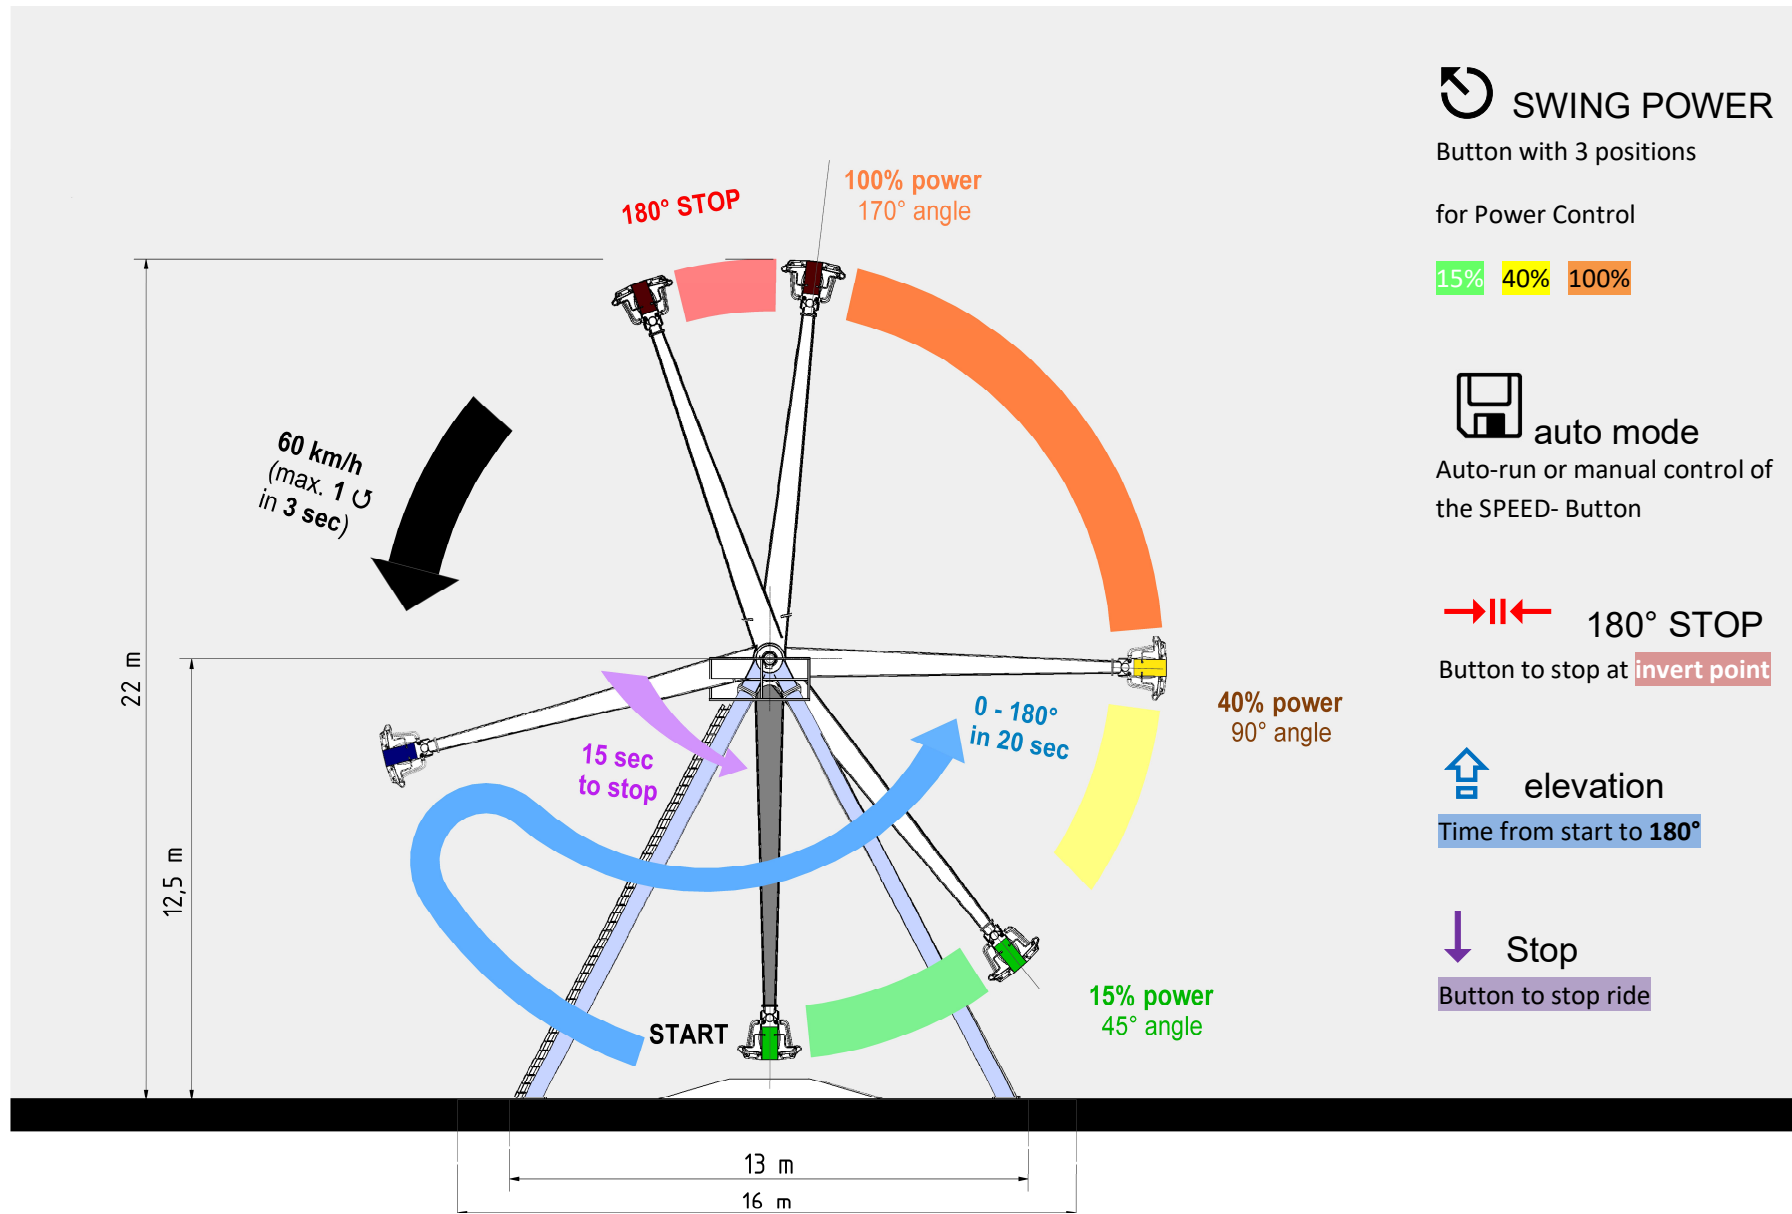 180° STOP
100% power
170° angle
60 km/h
(max. 1 ↺
in 3 sec)
22 m
12,5 m
15 sec
to stop
0 - 180°
in 20 sec
40% power
90° angle
START
15% power
45° angle
13 m
16 m
SWING POWER
Button with 3 positions
for Power Control
15% 40% 100%
auto mode
Auto-run or manual control of
the SPEED- Button
180° STOP
Button to stop at invert point
elevation
Time from start to 180°
Stop
Button to stop ride